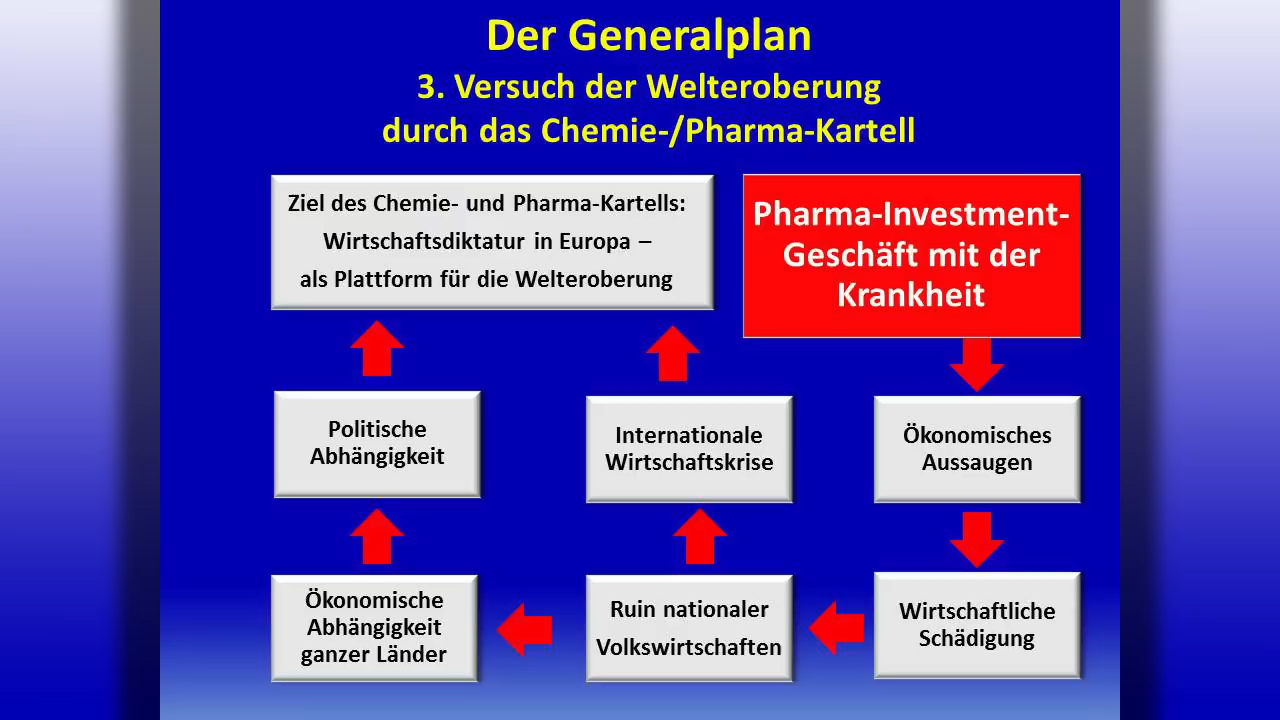 Der Generalplan
3. Versuch der Welteroberung
durch das Chemie-/Pharma-Kartell
Ziel des Chemie- und Pharma-Kartells:
Wirtschaftsdiktatur in Europa –
als Plattform für die Welteroberung
Pharma-Investment-
Geschäft mit der
Krankheit
Politische
Abhängigkeit
Internationale
Wirtschaftskrise
Ökonomisches
Aussaugen
Ökonomische
Abhängigkeit
ganzer Länder
Ruin nationaler
Volkswirtschaften
Wirtschaftliche
Schädigung